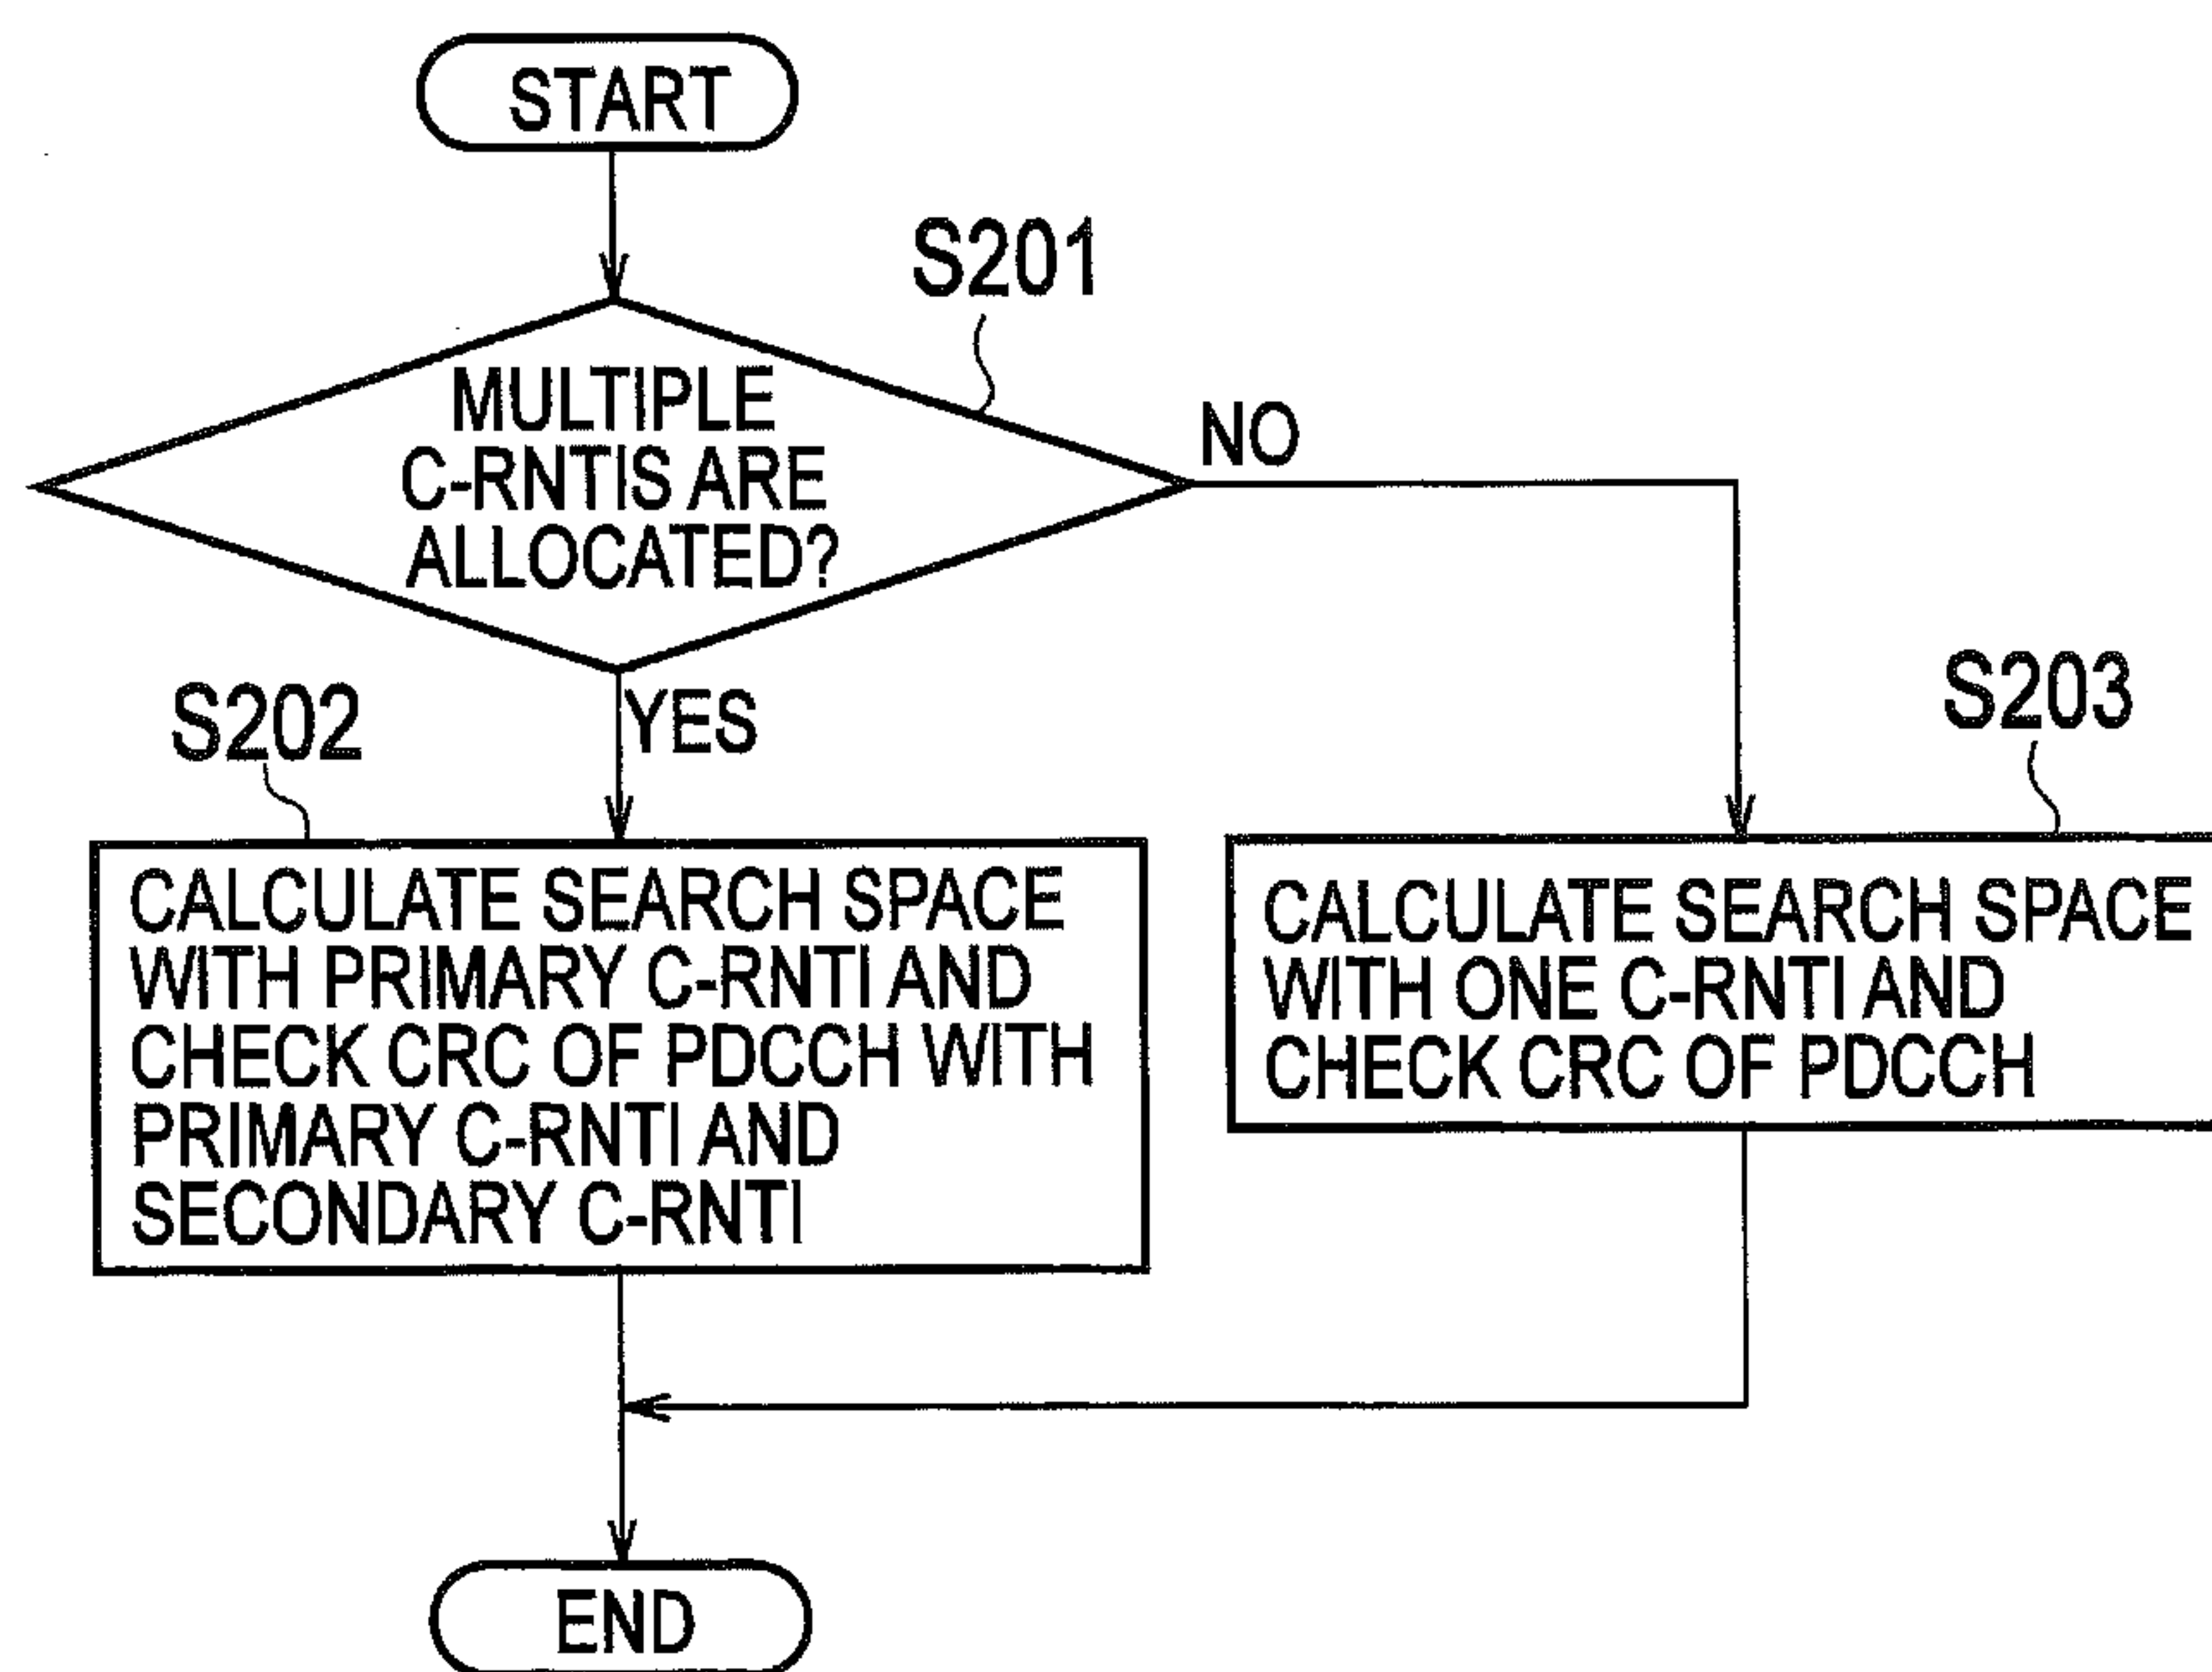 START
S201
MULTIPLE
C-RNTIS ARE
ALLOCATED?
NO
YES
S202
CALCULATE SEARCH SPACE
WITH PRIMARY C-RNTI AND
CHECK CRC OF PDCCH WITH
PRIMARY C-RNTI AND
SECONDARY C-RNTI
S203
CALCULATE SEARCH SPACE
WITH ONE C-RNTI AND
CHECK CRC OF PDCCH
END